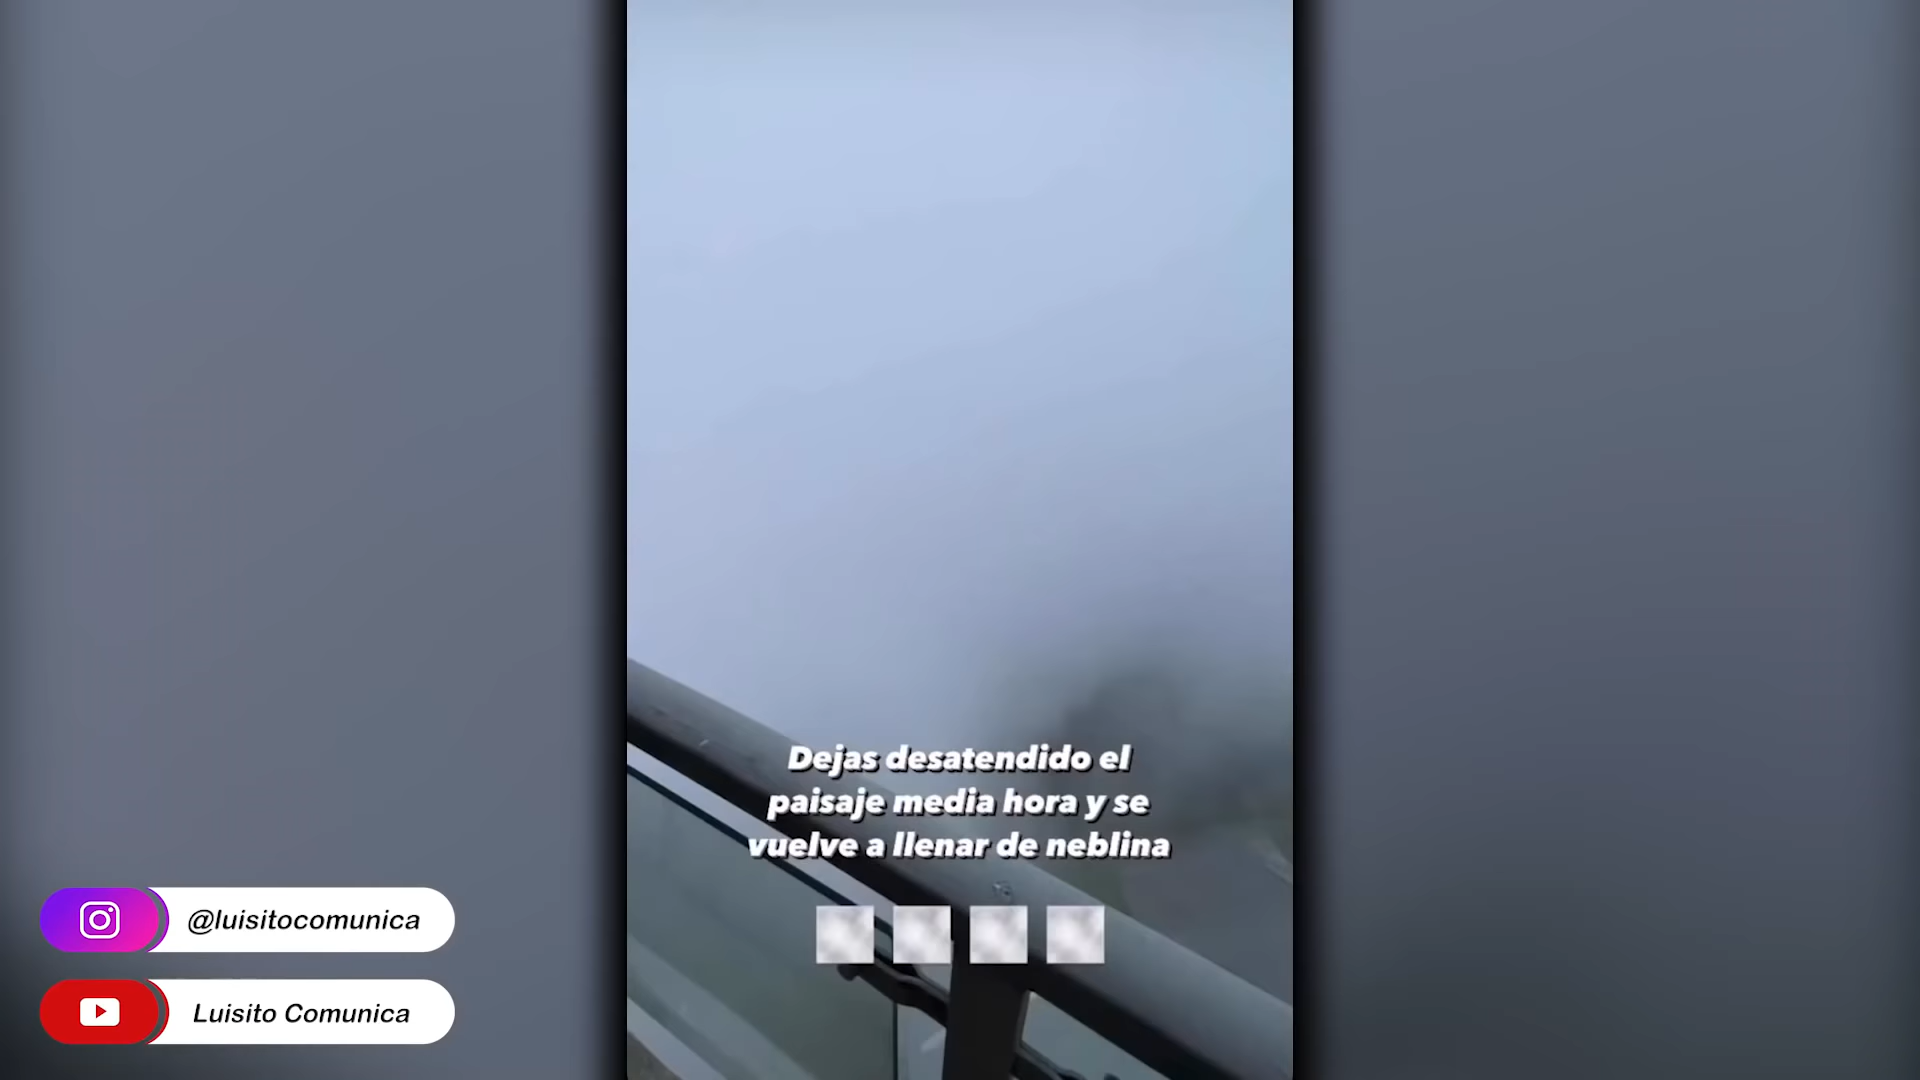 Dejas desatendido el
paisaje media hora y se
vuelve a llenar de neblina
@luisitocomunica
Luisito Comunica